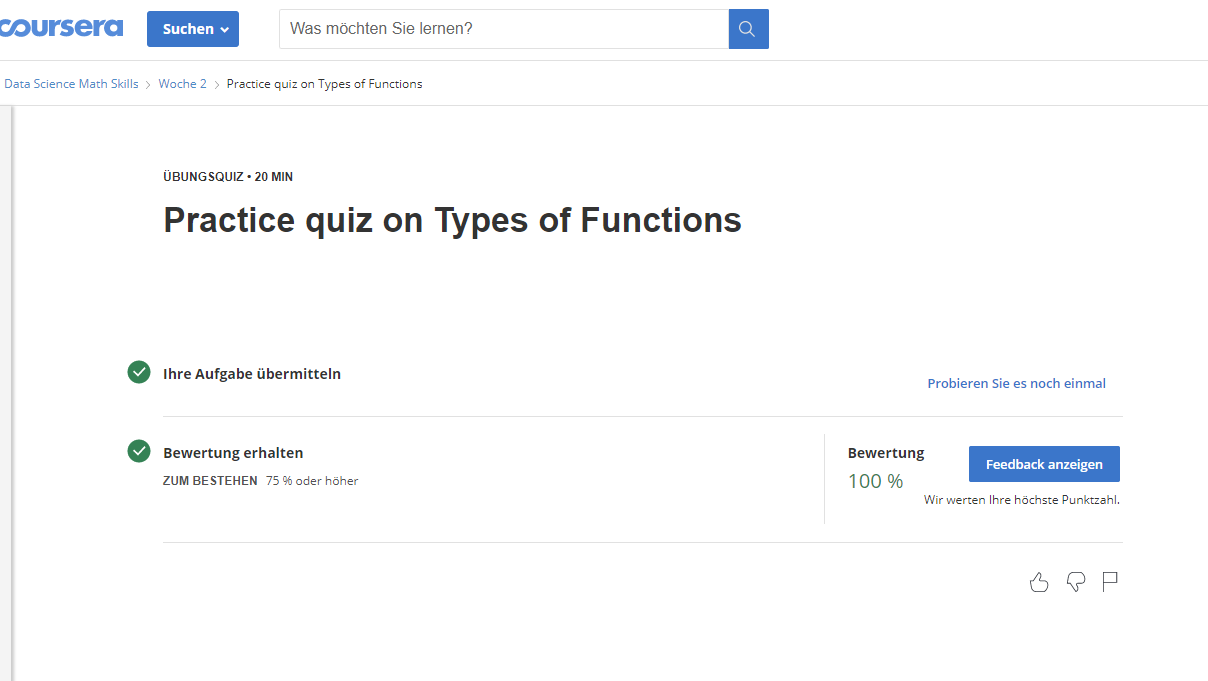 coursera
Suchen
Was möchten Sie lernen?
Data Science Math Skills > Woche 2 > Practice quiz on Types of Functions
ÜBUNGSQUIZ • 20 MIN
Practice quiz on Types of Functions
Ihre Aufgabe übermitteln
Probieren Sie es noch einmal
Bewertung erhalten
ZUM BESTEHEN 75 % oder höher
Bewertung
100 %
Feedback anzeigen
Wir werten Ihre höchste Punktzahl.